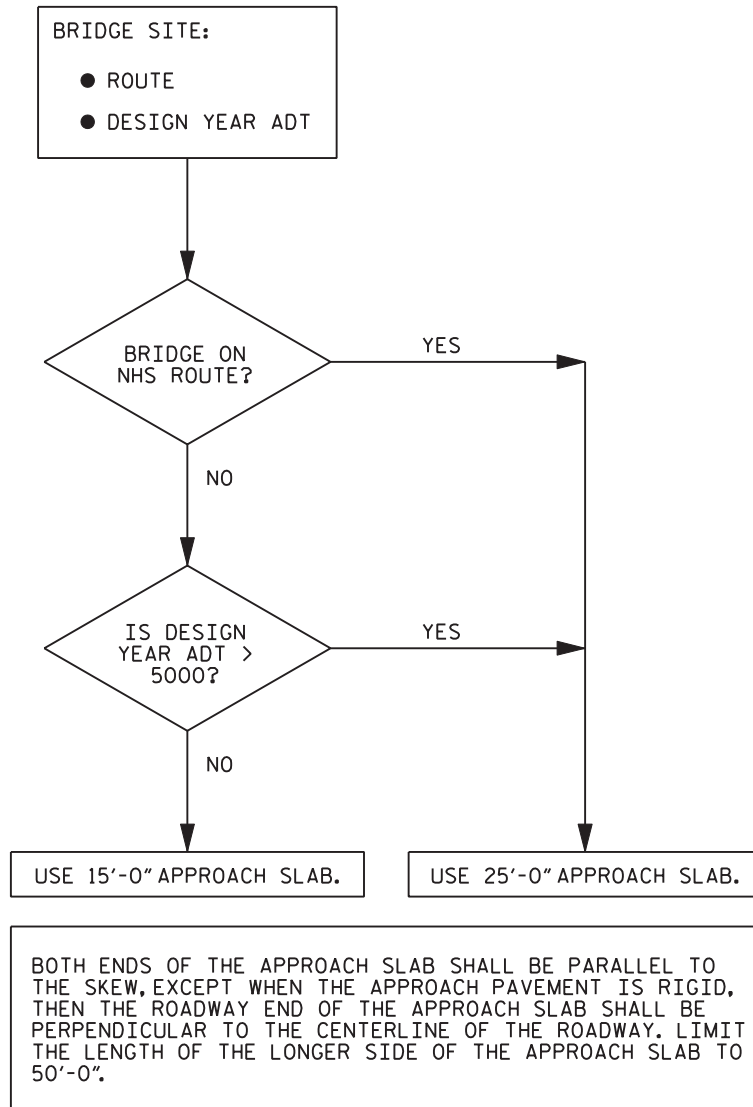 BRIDGE SITE:
● ROUTE
● DESIGN YEAR ADT
BRIDGE ON
NHS ROUTE?
YES
NO
IS DESIGN
YEAR ADT >
5000?
YES
NO
USE 15'-0" APPROACH SLAB.
USE 25'-0" APPROACH SLAB.
BOTH ENDS OF THE APPROACH SLAB SHALL BE PARALLEL TO
THE SKEW, EXCEPT WHEN THE APPROACH PAVEMENT IS RIGID,
THEN THE ROADWAY END OF THE APPROACH SLAB SHALL BE
PERPENDICULAR TO THE CENTERLINE OF THE ROADWAY. LIMIT
THE LENGTH OF THE LONGER SIDE OF THE APPROACH SLAB TO
50'-0".